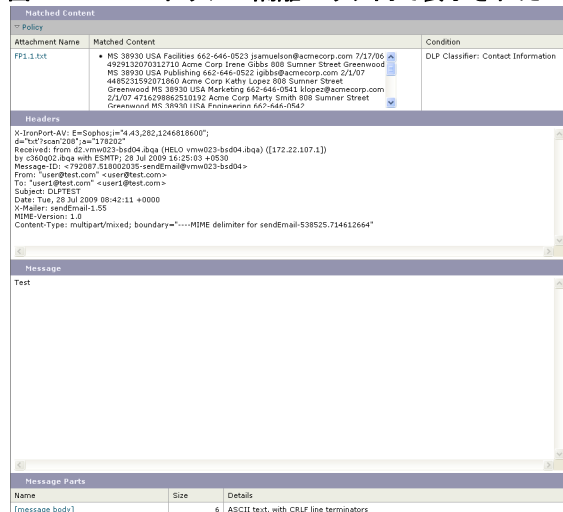 Matched Content
Policy
Attachment Name Matched Content Condition
FP1.1.txt
• MS 38930 USA Facilities 662-646-0523 jsamuelson@acmecorp.com 7/17/06
4929132070312710 Acme Corp Irene Gibbs 808 Sumner Street Greenwood
MS 38930 USA Publishing 662-646-0522 igibbs@acmecorp.com 2/1/07
4485231592071860 Acme Corp Kathy Lopez 808 Sumner Street
Greenwood MS 38930 USA Marketing 662-646-0541 klopez@acmecorp.com
2/1/07 4716298862510192 Acme Corp Marty Smith 808 Sumner Street
Greenwood MS 38930 USA Engineering 662-646-0542
DLP Classifier: Contact Information
Headers
X-IronPort-AV: E=Sophos;i="4.43,282,1246818600";
d="txt'?scan'208";a="178202"
Received: from d2.vmw023-bsd04.ibqa (HELO vmw023-bsd04.ibqa) ([172.22.107.1])
by c360q02.ibqa with ESMTP; 28 Jul 2009 16:25:03 +0530
Message-ID: <792087.518002035-sendEmail@vmw023-bsd04>
From: "user@test.com" <user@test.com>
To: "user1@test.com" <user1@test.com>
Subject: DLPTEST
Date: Tue, 28 Jul 2009 08:42:11 +0000
X-Mailer: sendEmail-1.55
MIME-Version: 1.0
Content-Type: multipart/mixed; boundary="----MIME delimiter for sendEmail-538525.714612664"
Message
Test
Message Parts
Name Size Details
[message body] 6 ASCII text, with CRLF line terminators